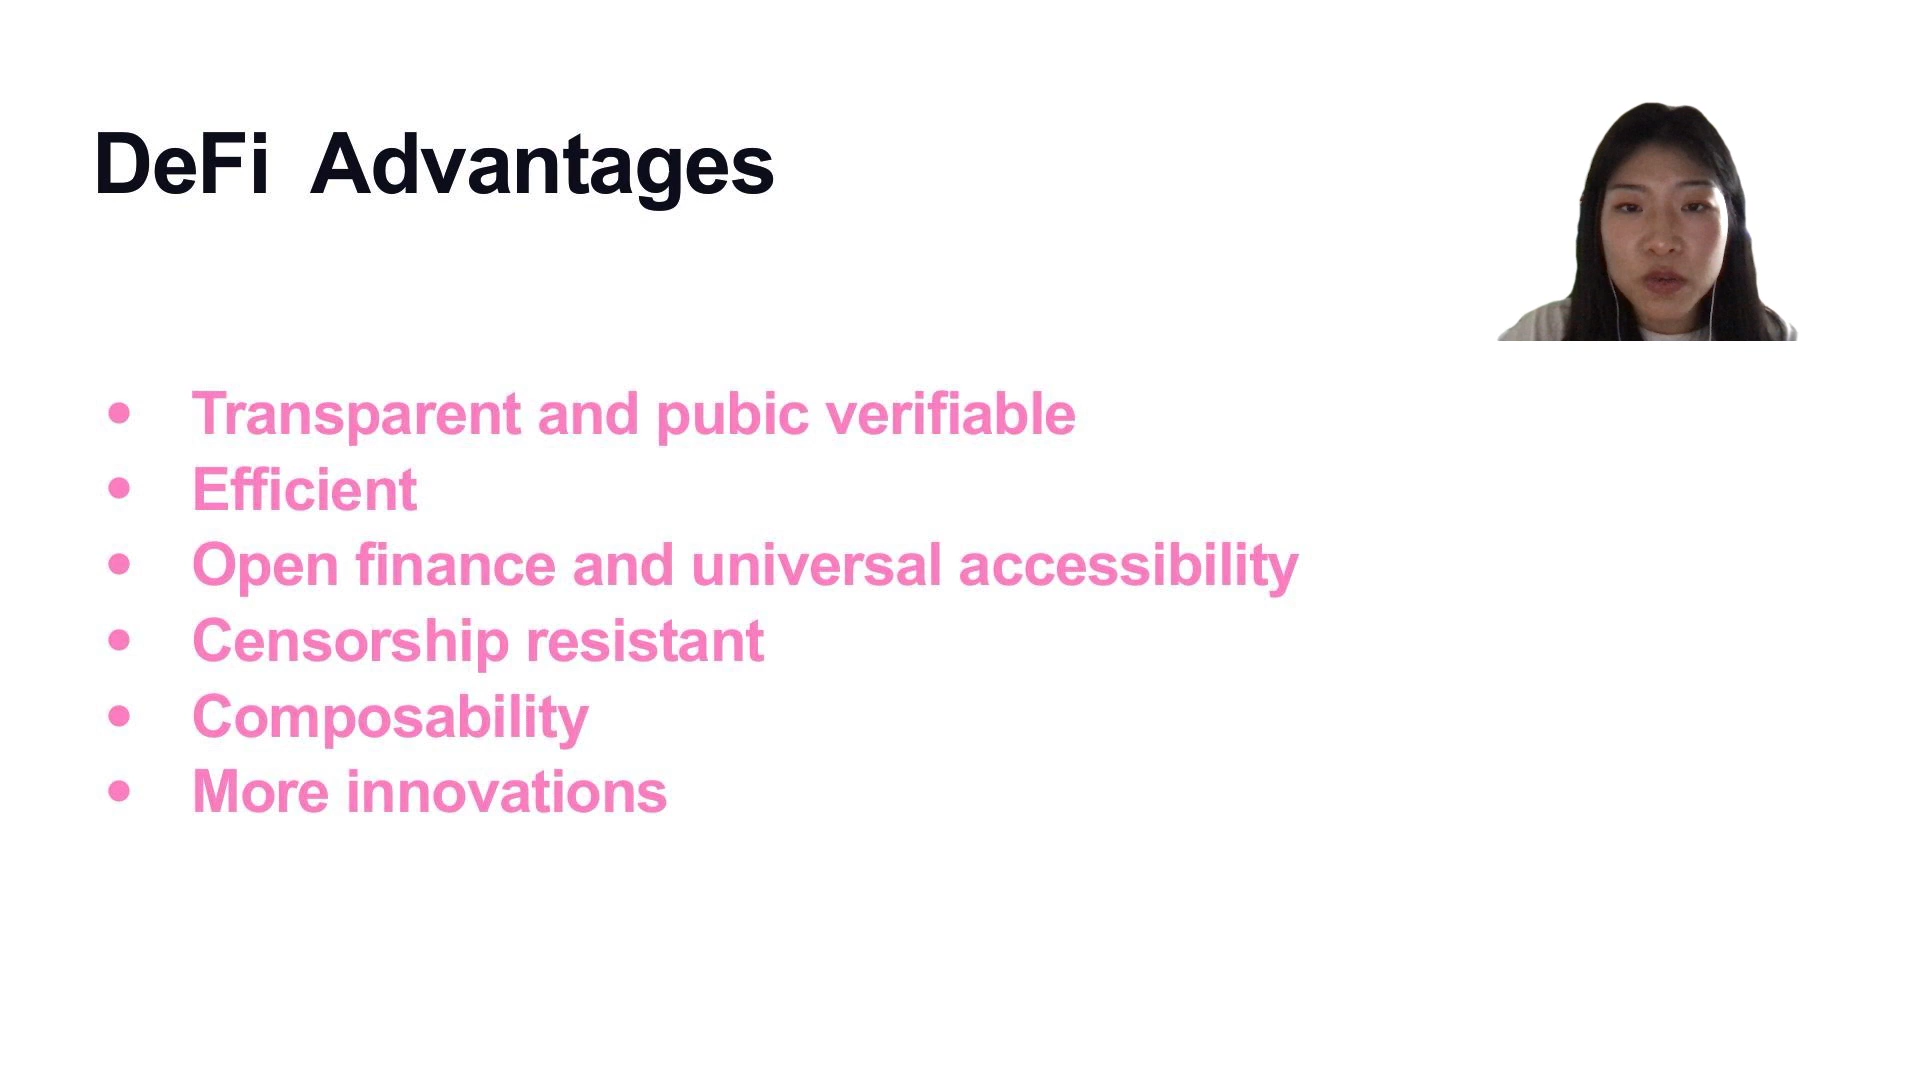 DeFi  Advantages
● Transparent and pubic verifiable
● Efficient
● Open finance and universal accessibility
● Censorship resistant
● Composability
● More innovations